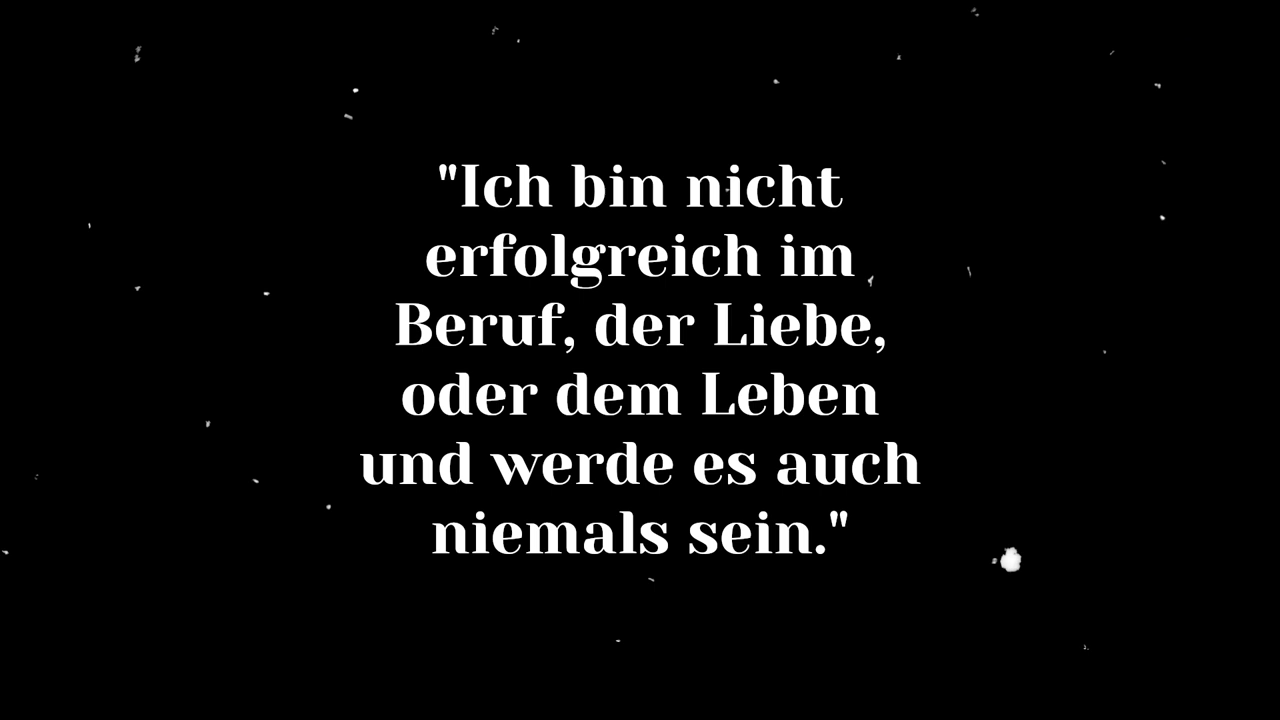 "Ich bin nicht
erfolgreich im
Beruf, der Liebe,
oder dem Leben
und werde es auch
niemals sein."